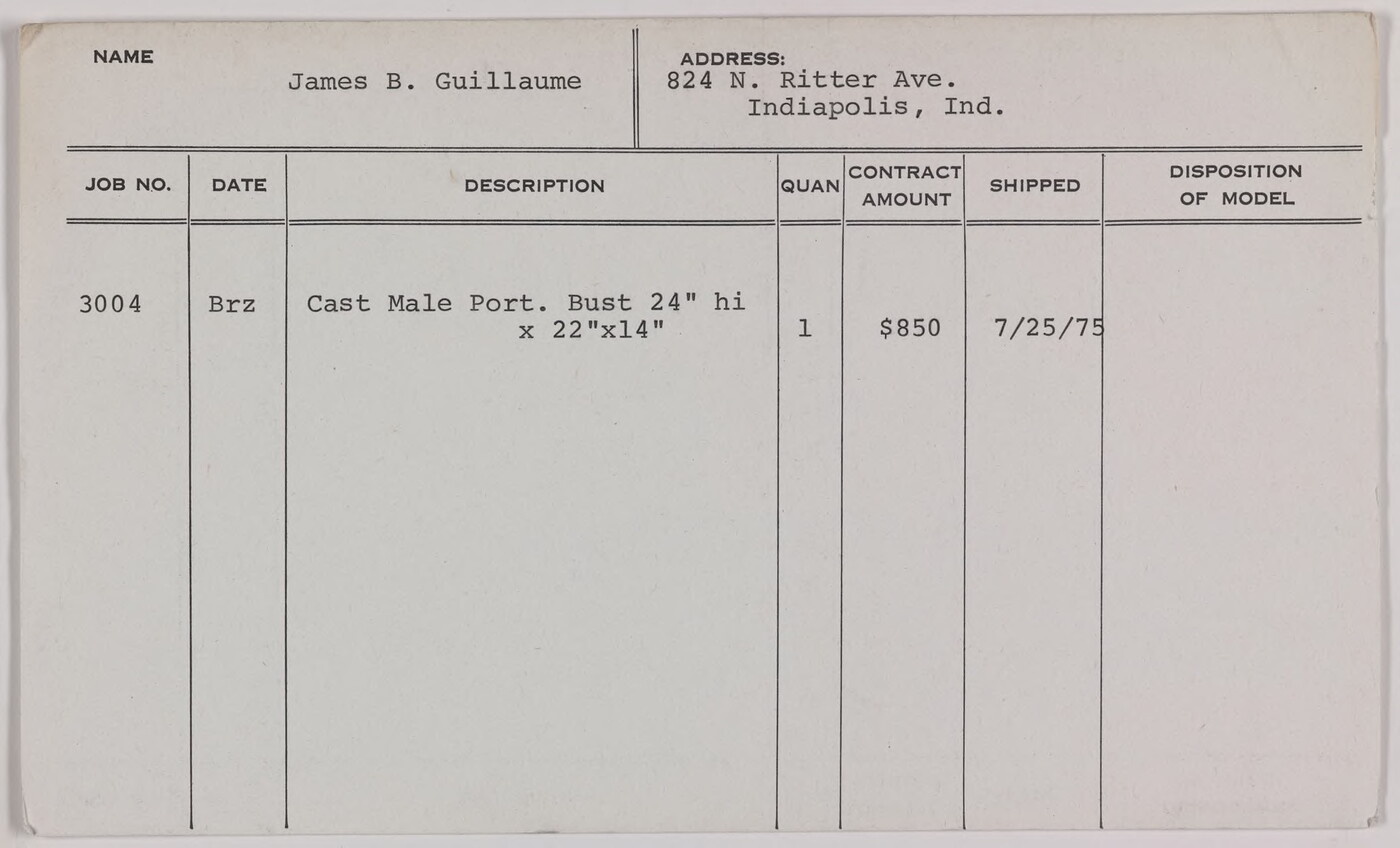 NAME
James B. Guillaume
ADDRESS:
824 N. Ritter Ave.
Indiapolis, Ind.
JOB NO. DATE DESCRIPTION QUAN CONTRACT AMOUNT SHIPPED DISPOSITION OF MODEL
3004 Brz Cast Male Port. Bust 24" hi
x 22"x14" 1 $850 7/25/75